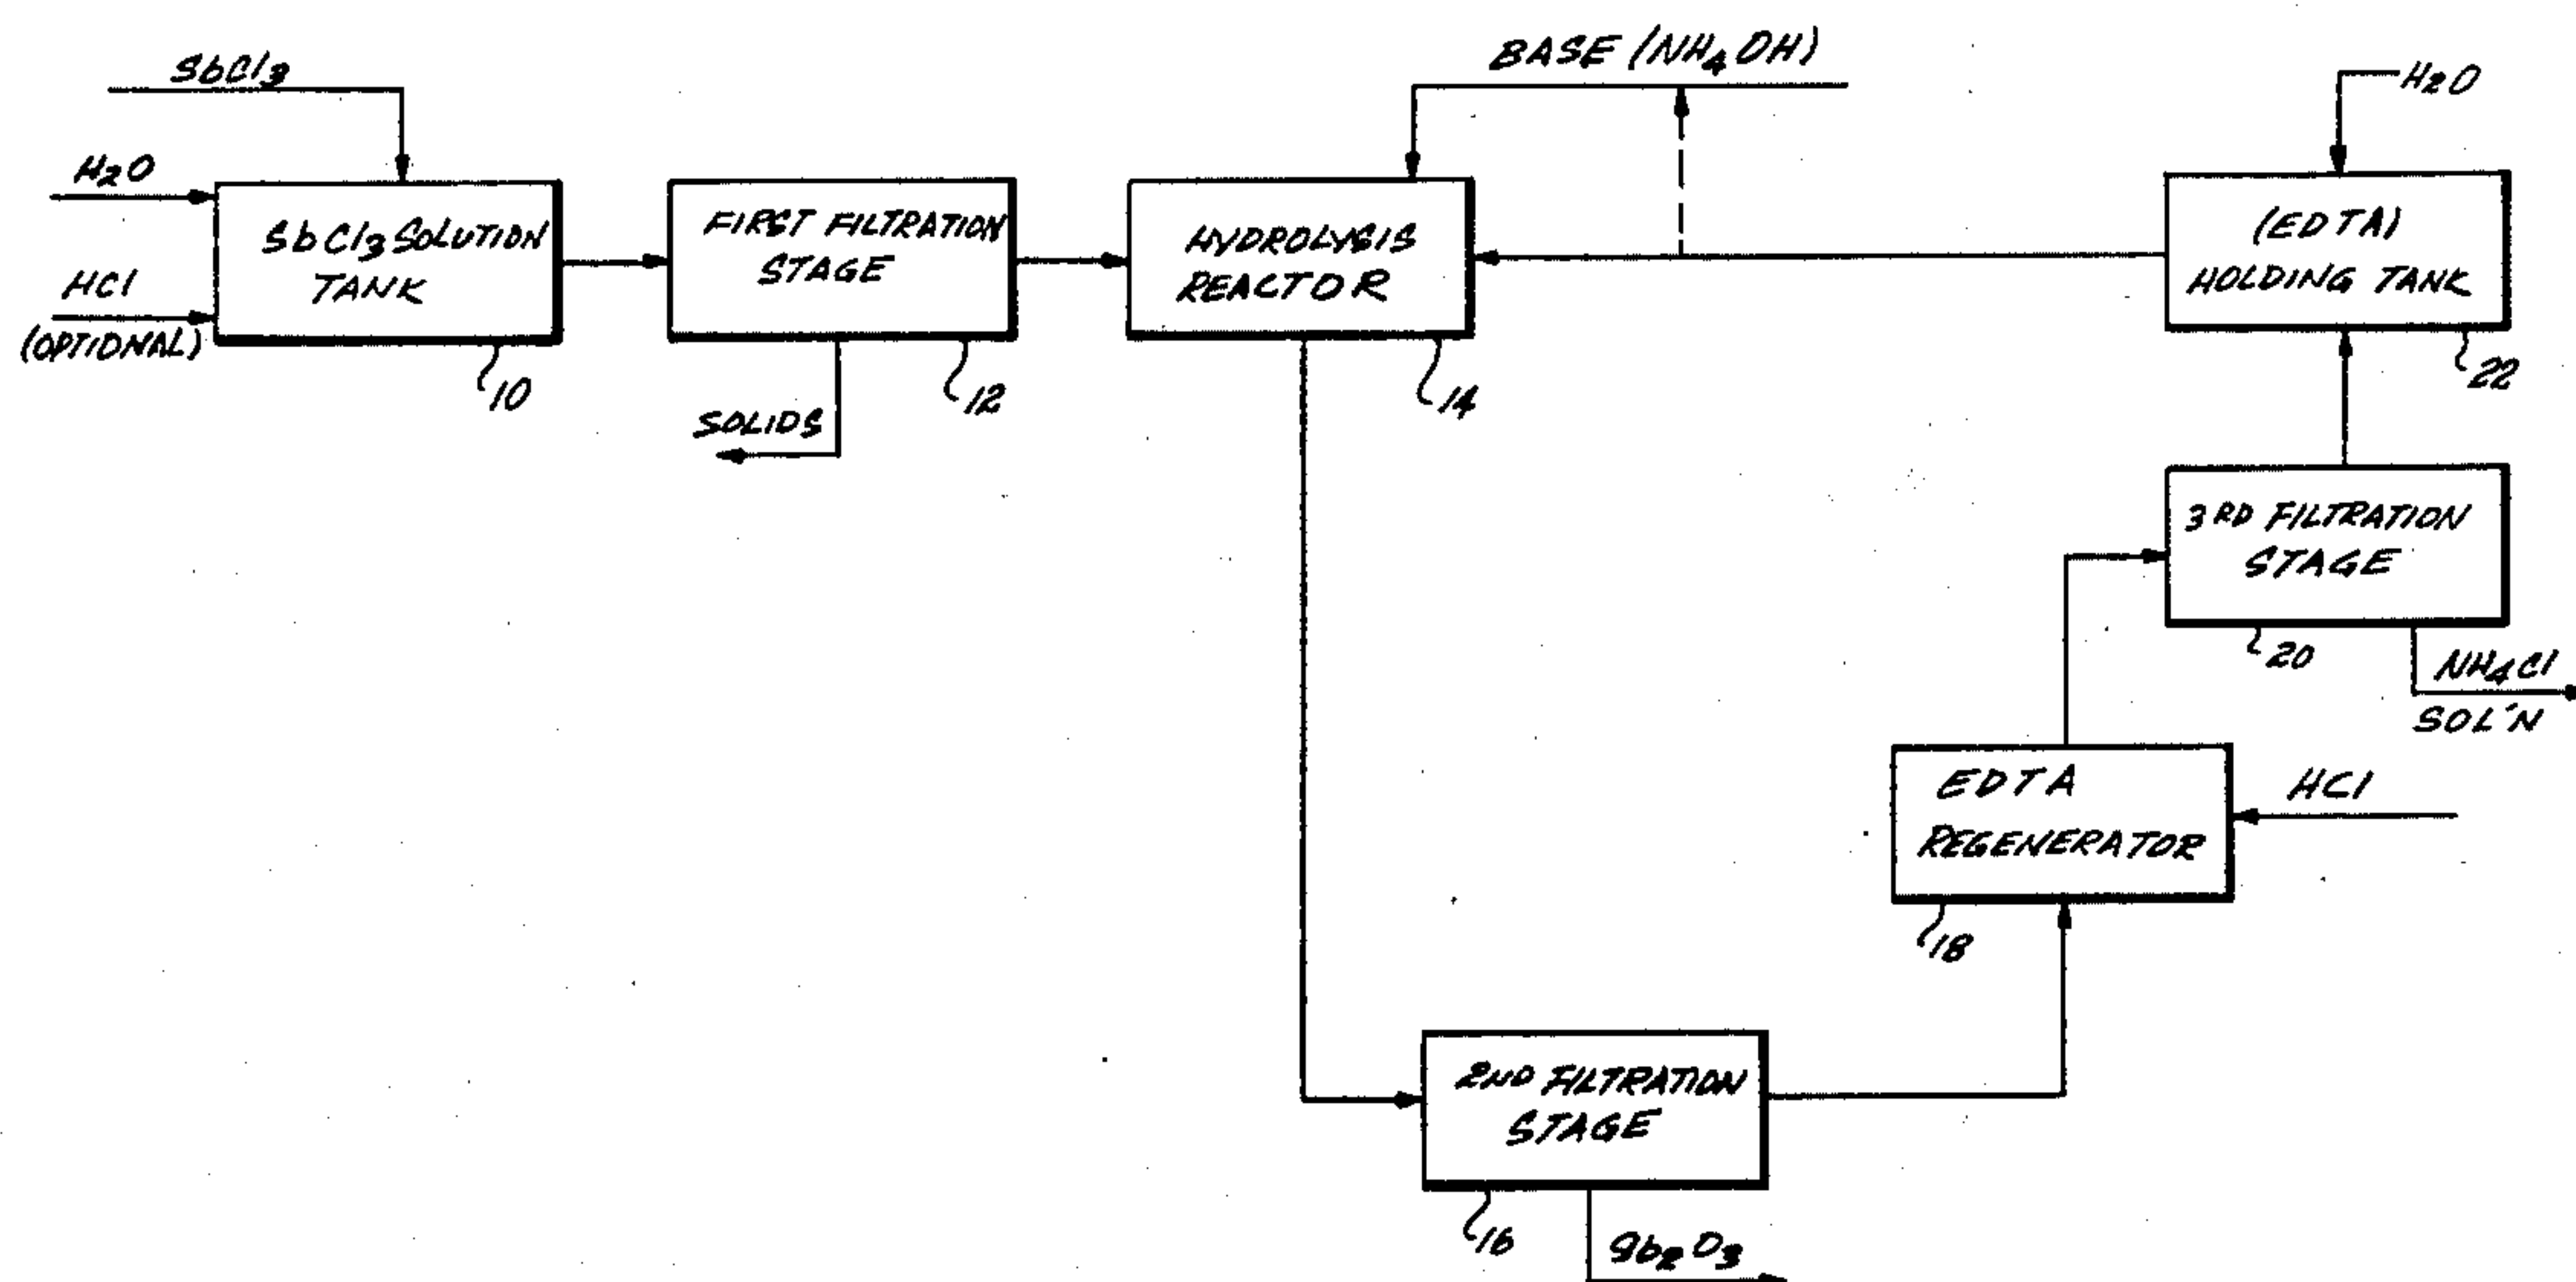 SbCl3
H2O
HCl
(OPTIONAL)
SbCl3 SOLUTION
TANK
10
FIRST FILTRATION
STAGE
12
SOLIDS
BASE (NH4OH)
HYDROLYSIS
REACTOR
14
H2O
(EDTA)
HOLDING TANK
22
3RD FILTRATION
STAGE
20
NH4Cl
SOL'N
EDTA
REGENERATOR
18
HCl
2ND FILTRATION
STAGE
16
Sb2O3